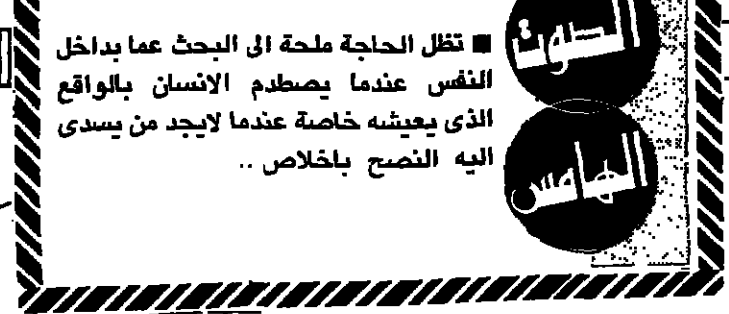 الصوت
الهامس
■ تظل الحاجة ملحة الى البحث عما بداخل
النفس عندما يصطدم الانسان بالواقع
الذى يعيشه خاصة عندما لايجد من يسدى
اليه النصح باخلاص ..